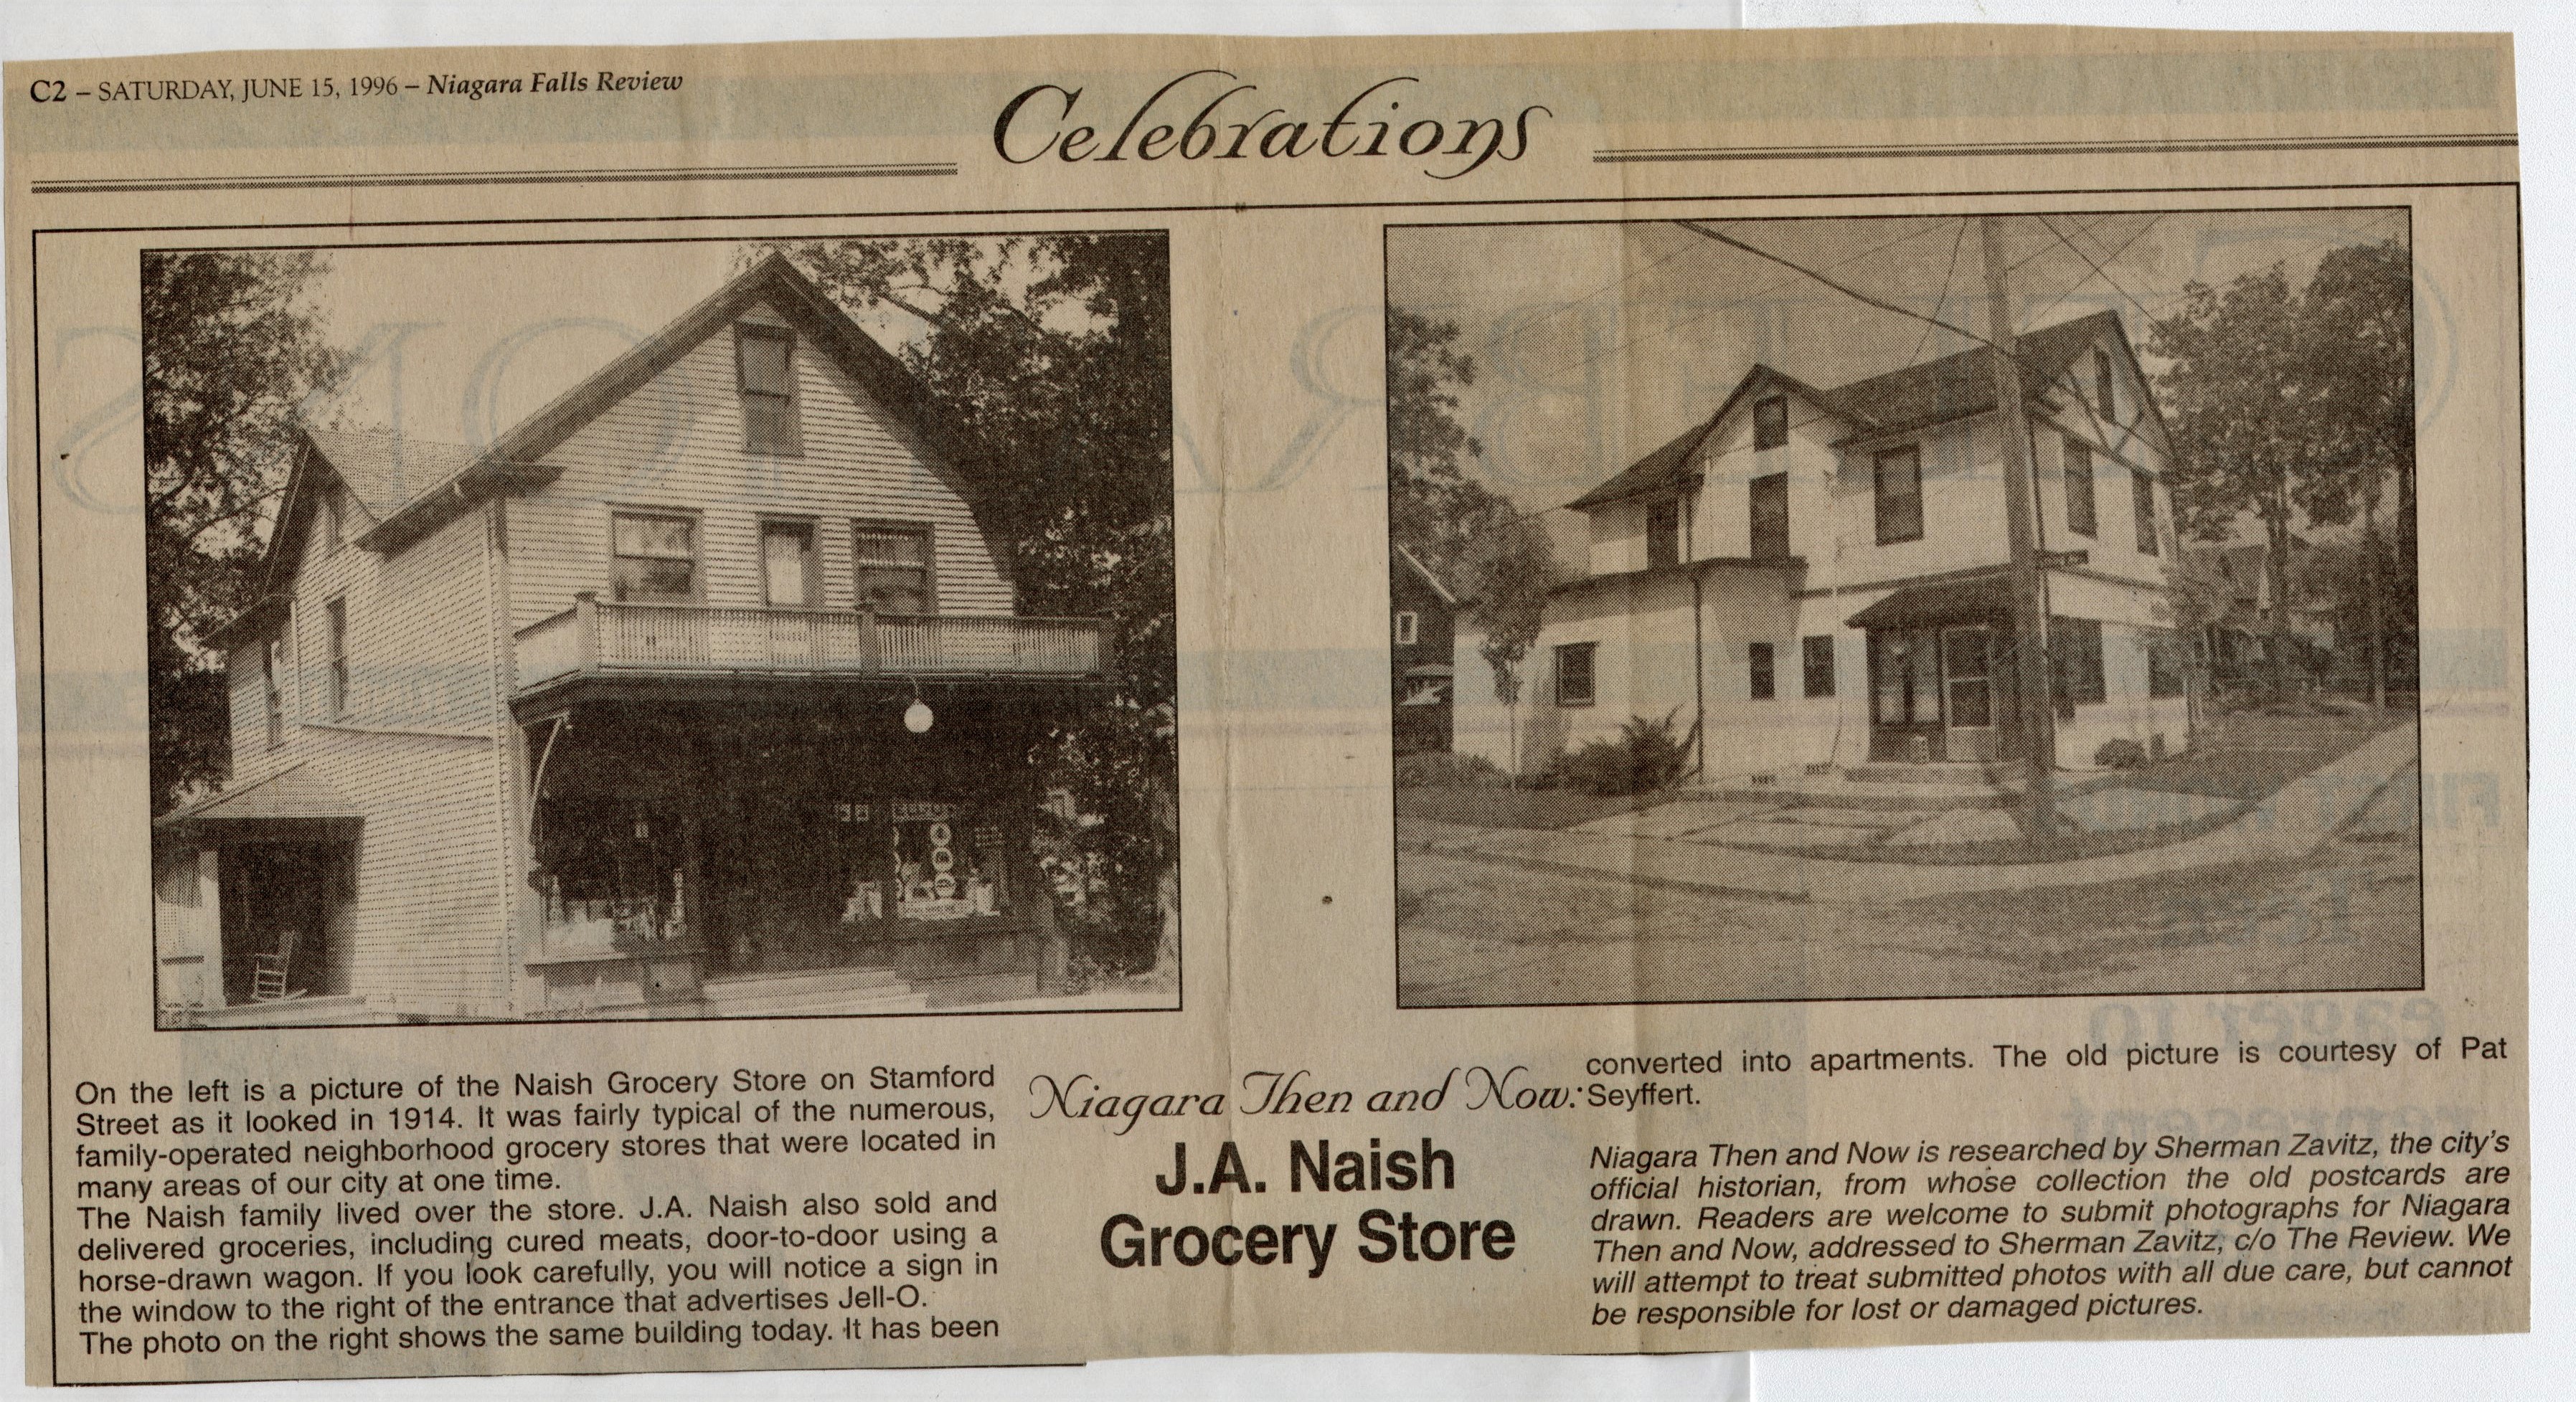 C2 – SATURDAY, JUNE 15, 1996 – Niagara Falls Review
Celebrations
On the left is a picture of the Naish Grocery Store on Stamford
Street as it looked in 1914. It was fairly typical of the numerous,
family-operated neighborhood grocery stores that were located in
many areas of our city at one time.
The Naish family lived over the store. J.A. Naish also sold and
delivered groceries, including cured meats, door-to-door using a
horse-drawn wagon. If you look carefully, you will notice a sign in
the window to the right of the entrance that advertises Jell-O.
The photo on the right shows the same building today. It has been
Niagara Then and Now:
J.A. Naish
Grocery Store
converted into apartments. The old picture is courtesy of Pat
Seyffert.
Niagara Then and Now is researched by Sherman Zavitz, the city's
official historian, from whose collection the old postcards are
drawn. Readers are welcome to submit photographs for Niagara
Then and Now, addressed to Sherman Zavitz, c/o The Review. We
will attempt to treat submitted photos with all due care, but cannot
be responsible for lost or damaged pictures.